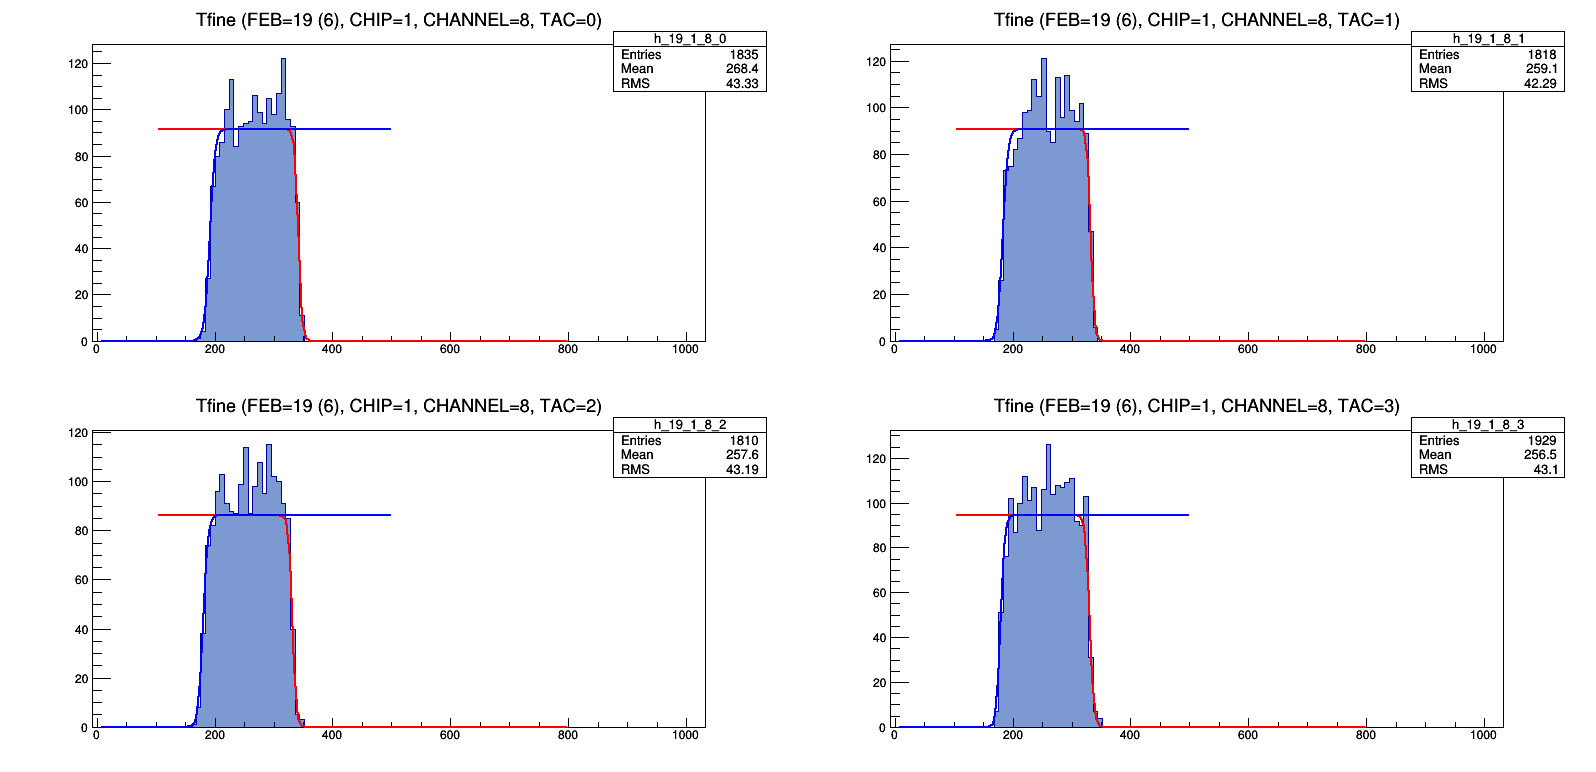 Tfine (FEB=19 (6), CHIP=1, CHANNEL=8, TAC=0)
h_19_1_8_0
Entries 1835
Mean 268.4
RMS 43.33
120
100
80
60
40
20
0
0 200 400 600 800 1000
Tfine (FEB=19 (6), CHIP=1, CHANNEL=8, TAC=1)
h_19_1_8_1
Entries 1818
Mean 259.1
RMS 42.29
120
100
80
60
40
20
0
0 200 400 600 800 1000
Tfine (FEB=19 (6), CHIP=1, CHANNEL=8, TAC=2)
h_19_1_8_2
Entries 1810
Mean 257.6
RMS 43.19
120
100
80
60
40
20
0
0 200 400 600 800 1000
Tfine (FEB=19 (6), CHIP=1, CHANNEL=8, TAC=3)
h_19_1_8_3
Entries 1929
Mean 256.5
RMS 43.1
120
100
80
60
40
20
0
0 200 400 600 800 1000